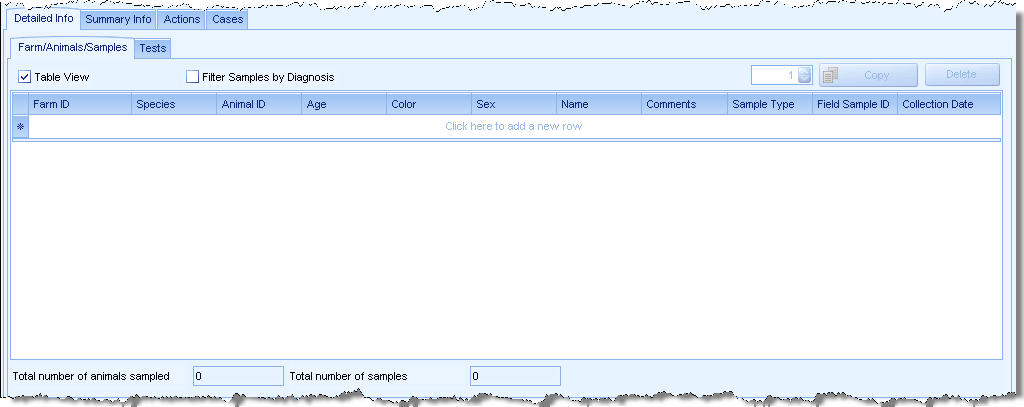 Detailed Info Summary Info Actions Cases
Farm/Animals/Samples Tests
Table View Filter Samples by Diagnosis 1 Copy Delete
Farm ID Species Animal ID Age Color Sex Name Comments Sample Type Field Sample ID Collection Date
Click here to add a new row
Total number of animals sampled 0 Total number of samples 0